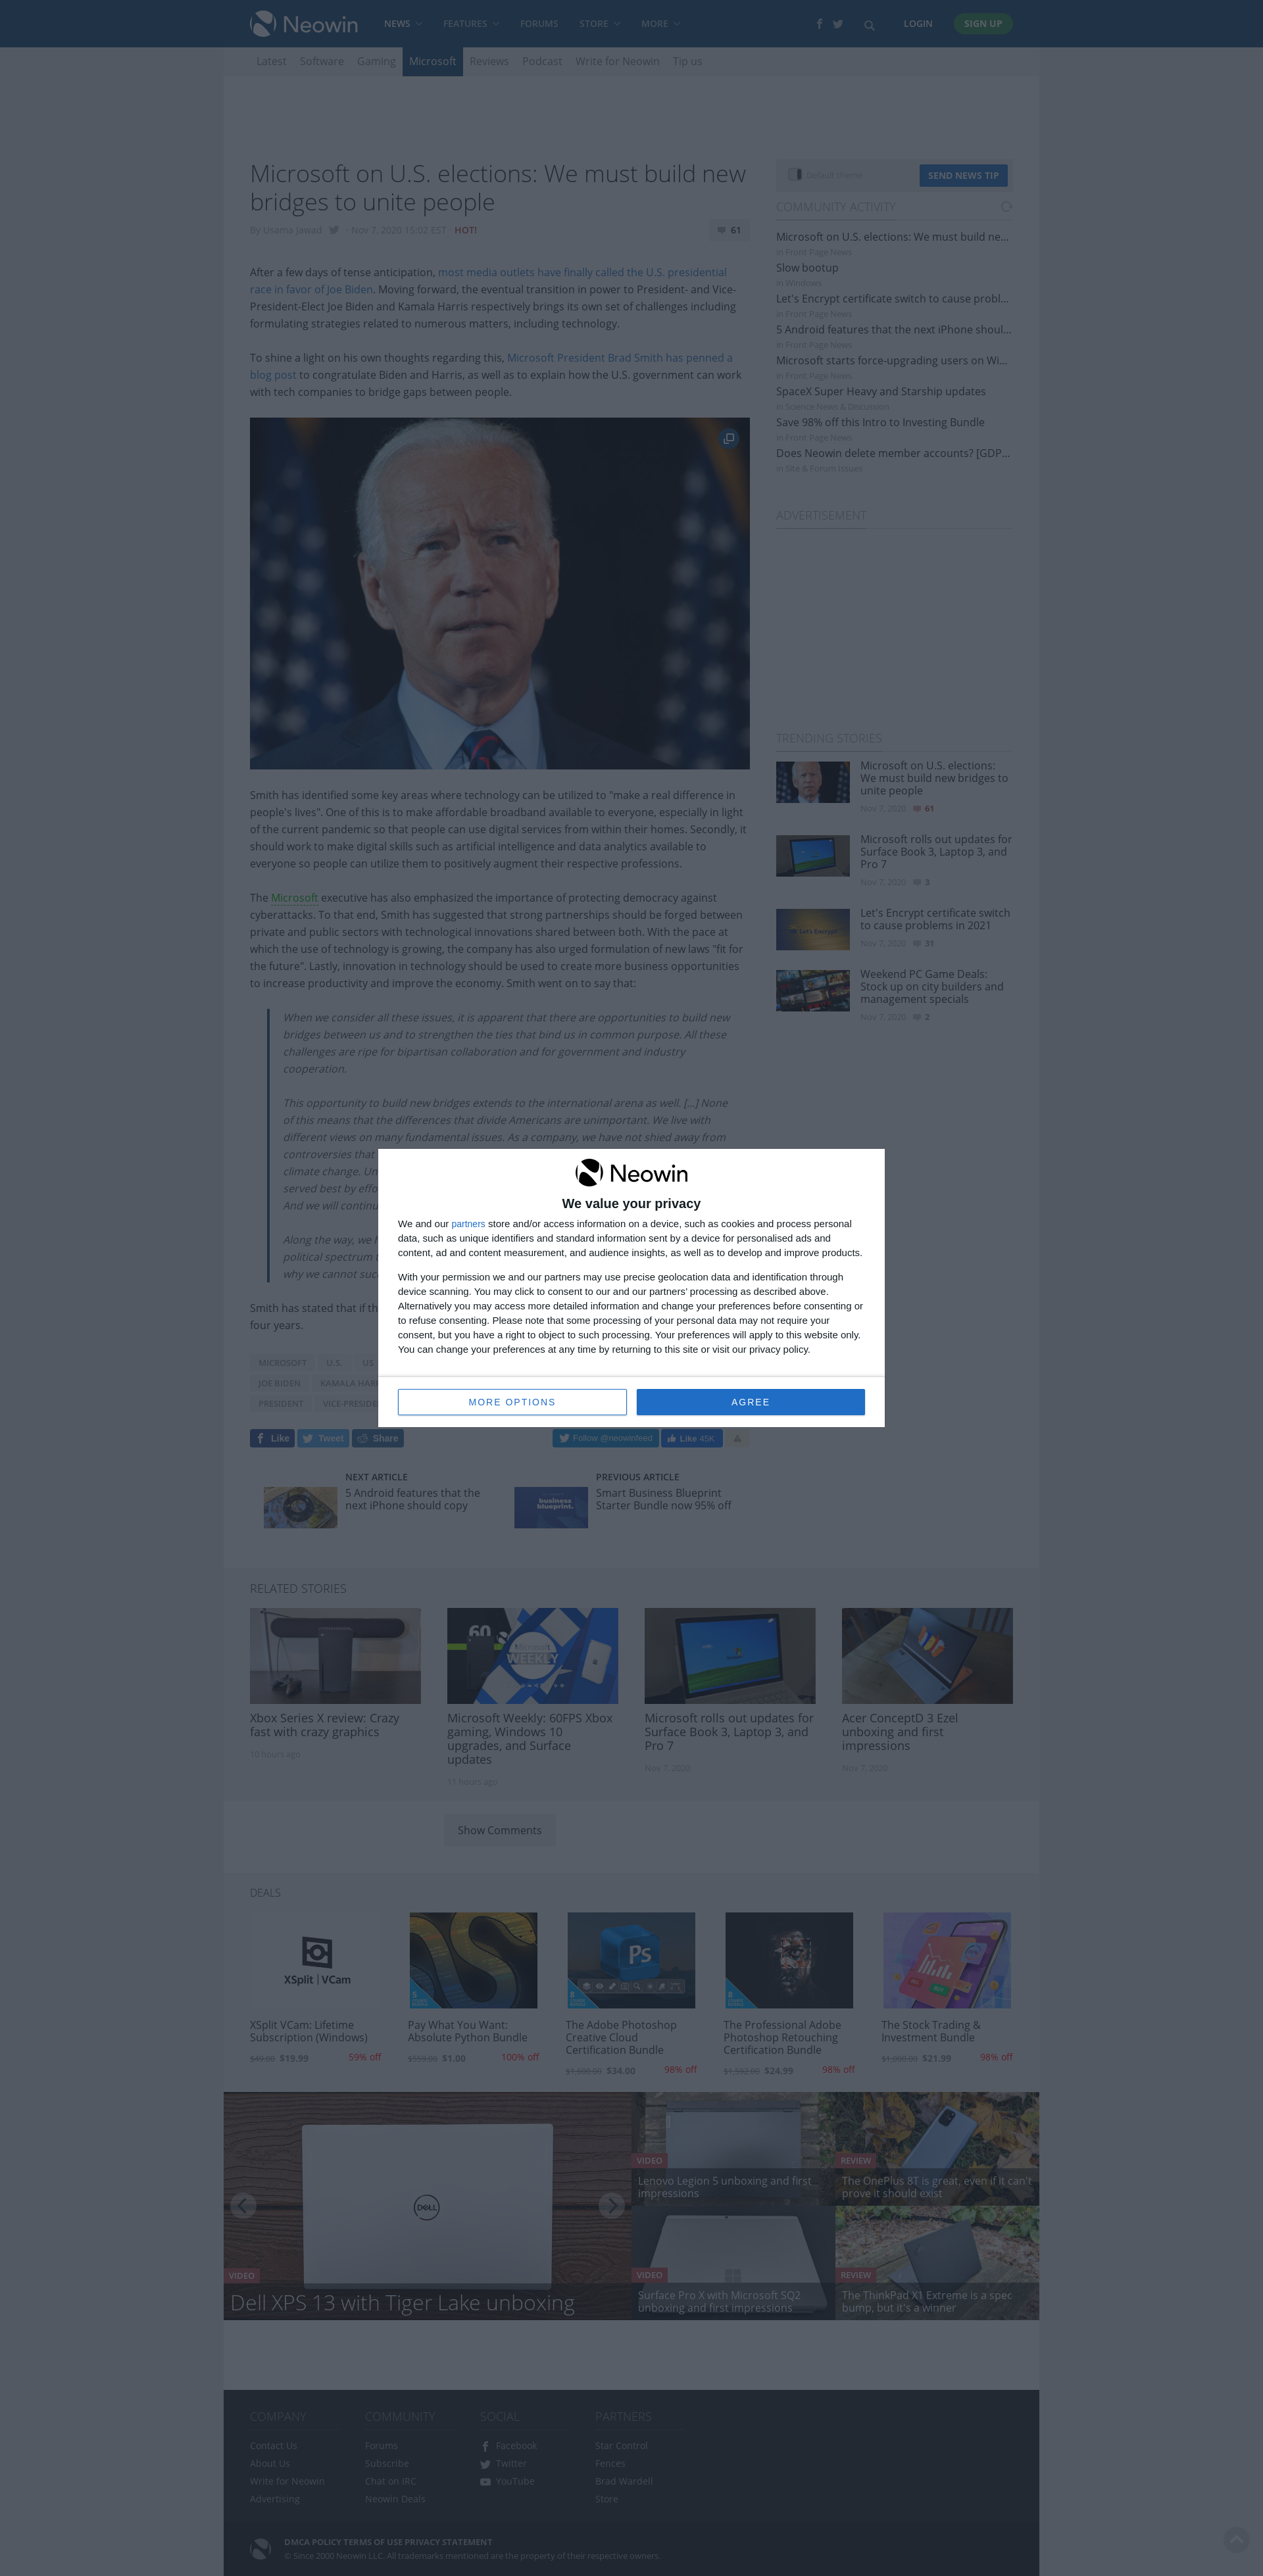 Neowin
NEWS
FEATURES
FORUMS
STORE
MORE
LOGIN
SIGN UP
Latest
Software
Gaming
Microsoft
Reviews
Podcast
Write for Neowin
Tip us
Microsoft on U.S. elections: We must build new
bridges to unite people
By Usama Jawad · Nov 7, 2020 15:02 EST · HOT!
61
After a few days of tense anticipation, most media outlets have finally called the U.S. presidential
race in favor of Joe Biden. Moving forward, the eventual transition in power to President- and Vice-
President-Elect Joe Biden and Kamala Harris respectively brings its own set of challenges including
formulating strategies related to numerous matters, including technology.
To shine a light on his own thoughts regarding this, Microsoft President Brad Smith has penned a
blog post to congratulate Biden and Harris, as well as to explain how the U.S. government can work
with tech companies to bridge gaps between people.
Smith has identified some key areas where technology can be utilized to "make a real difference in
people's lives". One of this is to make affordable broadband available to everyone, especially in light
of the current pandemic so that people can use digital services from within their homes. Secondly, it
should work to make digital skills such as artificial intelligence and data analytics available to
everyone so people can utilize them to positively augment their respective professions.
The Microsoft executive has also emphasized the importance of protecting democracy against
cyberattacks. To that end, Smith has suggested that strong partnerships should be forged between
private and public sectors with technological innovations shared between both. With the pace at
which the use of technology is growing, the company has also urged formulation of new laws "fit for
the future". Lastly, innovation in technology should be used to create more business opportunities
to increase productivity and improve the economy. Smith went on to say that:
When we consider all these issues, it is apparent that there are opportunities to build new
bridges between us and to strengthen the ties that bind us in common purpose. All these
challenges are ripe for bipartisan collaboration and for government and industry
cooperation.
This opportunity to build new bridges extends to the international arena as well. [...] None
of this means that the differences that divide Americans are unimportant. We live with
different views on many fundamental issues. As a company, we have not shied away from
controversies that
climate change. Un
served best by effo
And we will continu
Along the way, we h
political spectrum t
why we cannot suc
Smith has stated that if th
four years.
MICROSOFT
U.S.
US
JOE BIDEN
KAMALA HAR
PRESIDENT
VICE-PRESIDE
Like
Tweet
Share
Follow @neowinfeed
Like 45K
NEXT ARTICLE
5 Android features that the
next iPhone should copy
PREVIOUS ARTICLE
Smart Business Blueprint
Starter Bundle now 95% off
Default theme
SEND NEWS TIP
COMMUNITY ACTIVITY
Microsoft on U.S. elections: We must build ne...
in Front Page News
Slow bootup
in Windows
Let's Encrypt certificate switch to cause probl...
in Front Page News
5 Android features that the next iPhone shoul...
in Front Page News
Microsoft starts force-upgrading users on Wi...
in Front Page News
SpaceX Super Heavy and Starship updates
in Science News & Discussion
Save 98% off this Intro to Investing Bundle
in Front Page News
Does Neowin delete member accounts? [GDP...
in Site & Forum Issues
ADVERTISEMENT
TRENDING STORIES
Microsoft on U.S. elections:
We must build new bridges to
unite people
Nov 7, 2020 61
Microsoft rolls out updates for
Surface Book 3, Laptop 3, and
Pro 7
Nov 7, 2020 3
Let's Encrypt certificate switch
to cause problems in 2021
Nov 7, 2020 31
Weekend PC Game Deals:
Stock up on city builders and
management specials
Nov 7, 2020 2
Neowin
We value your privacy
We and our partners store and/or access information on a device, such as cookies and process personal
data, such as unique identifiers and standard information sent by a device for personalised ads and
content, ad and content measurement, and audience insights, as well as to develop and improve products.
With your permission we and our partners may use precise geolocation data and identification through
device scanning. You may click to consent to our and our partners' processing as described above.
Alternatively you may access more detailed information and change your preferences before consenting or
to refuse consenting. Please note that some processing of your personal data may not require your
consent, but you have a right to object to such processing. Your preferences will apply to this website only.
You can change your preferences at any time by returning to this site or visit our privacy policy.
MORE OPTIONS
AGREE
RELATED STORIES
60
Microsoft
WEEKLY
Xbox Series X review: Crazy
fast with crazy graphics
10 hours ago
Microsoft Weekly: 60FPS Xbox
gaming, Windows 10
upgrades, and Surface
updates
11 hours ago
Microsoft rolls out updates for
Surface Book 3, Laptop 3, and
Pro 7
Nov 7, 2020
Acer ConceptD 3 Ezel
unboxing and first
impressions
Nov 7, 2020
Show Comments
DEALS
XSplit VCam
Ps
XSplit VCam: Lifetime
Subscription (Windows)
$19.99
59% off
Pay What You Want:
Absolute Python Bundle
$1.00
100% off
The Adobe Photoshop
Creative Cloud
Certification Bundle
$34.00
98% off
The Professional Adobe
Photoshop Retouching
Certification Bundle
$24.99
98% off
The Stock Trading &
Investment Bundle
$21.99
98% off
DELL
VIDEO
Dell XPS 13 with Tiger Lake unboxing
VIDEO
Lenovo Legion 5 unboxing and first
impressions
REVIEW
The OnePlus 8T is great, even if it can't
prove it should exist
VIDEO
Surface Pro X with Microsoft SQ2
unboxing and first impressions
REVIEW
The ThinkPad X1 Extreme is a spec
bump, but it's a winner
COMPANY
Contact Us
About Us
Write for Neowin
Advertising
COMMUNITY
Forums
Subscribe
Chat on IRC
Neowin Deals
SOCIAL
Facebook
Twitter
YouTube
PARTNERS
Star Control
Fences
Brad Wardell
Store
DMCA POLICY TERMS OF USE PRIVACY STATEMENT
© Since 2000 Neowin LLC. All trademarks mentioned are the property of their respective owners.